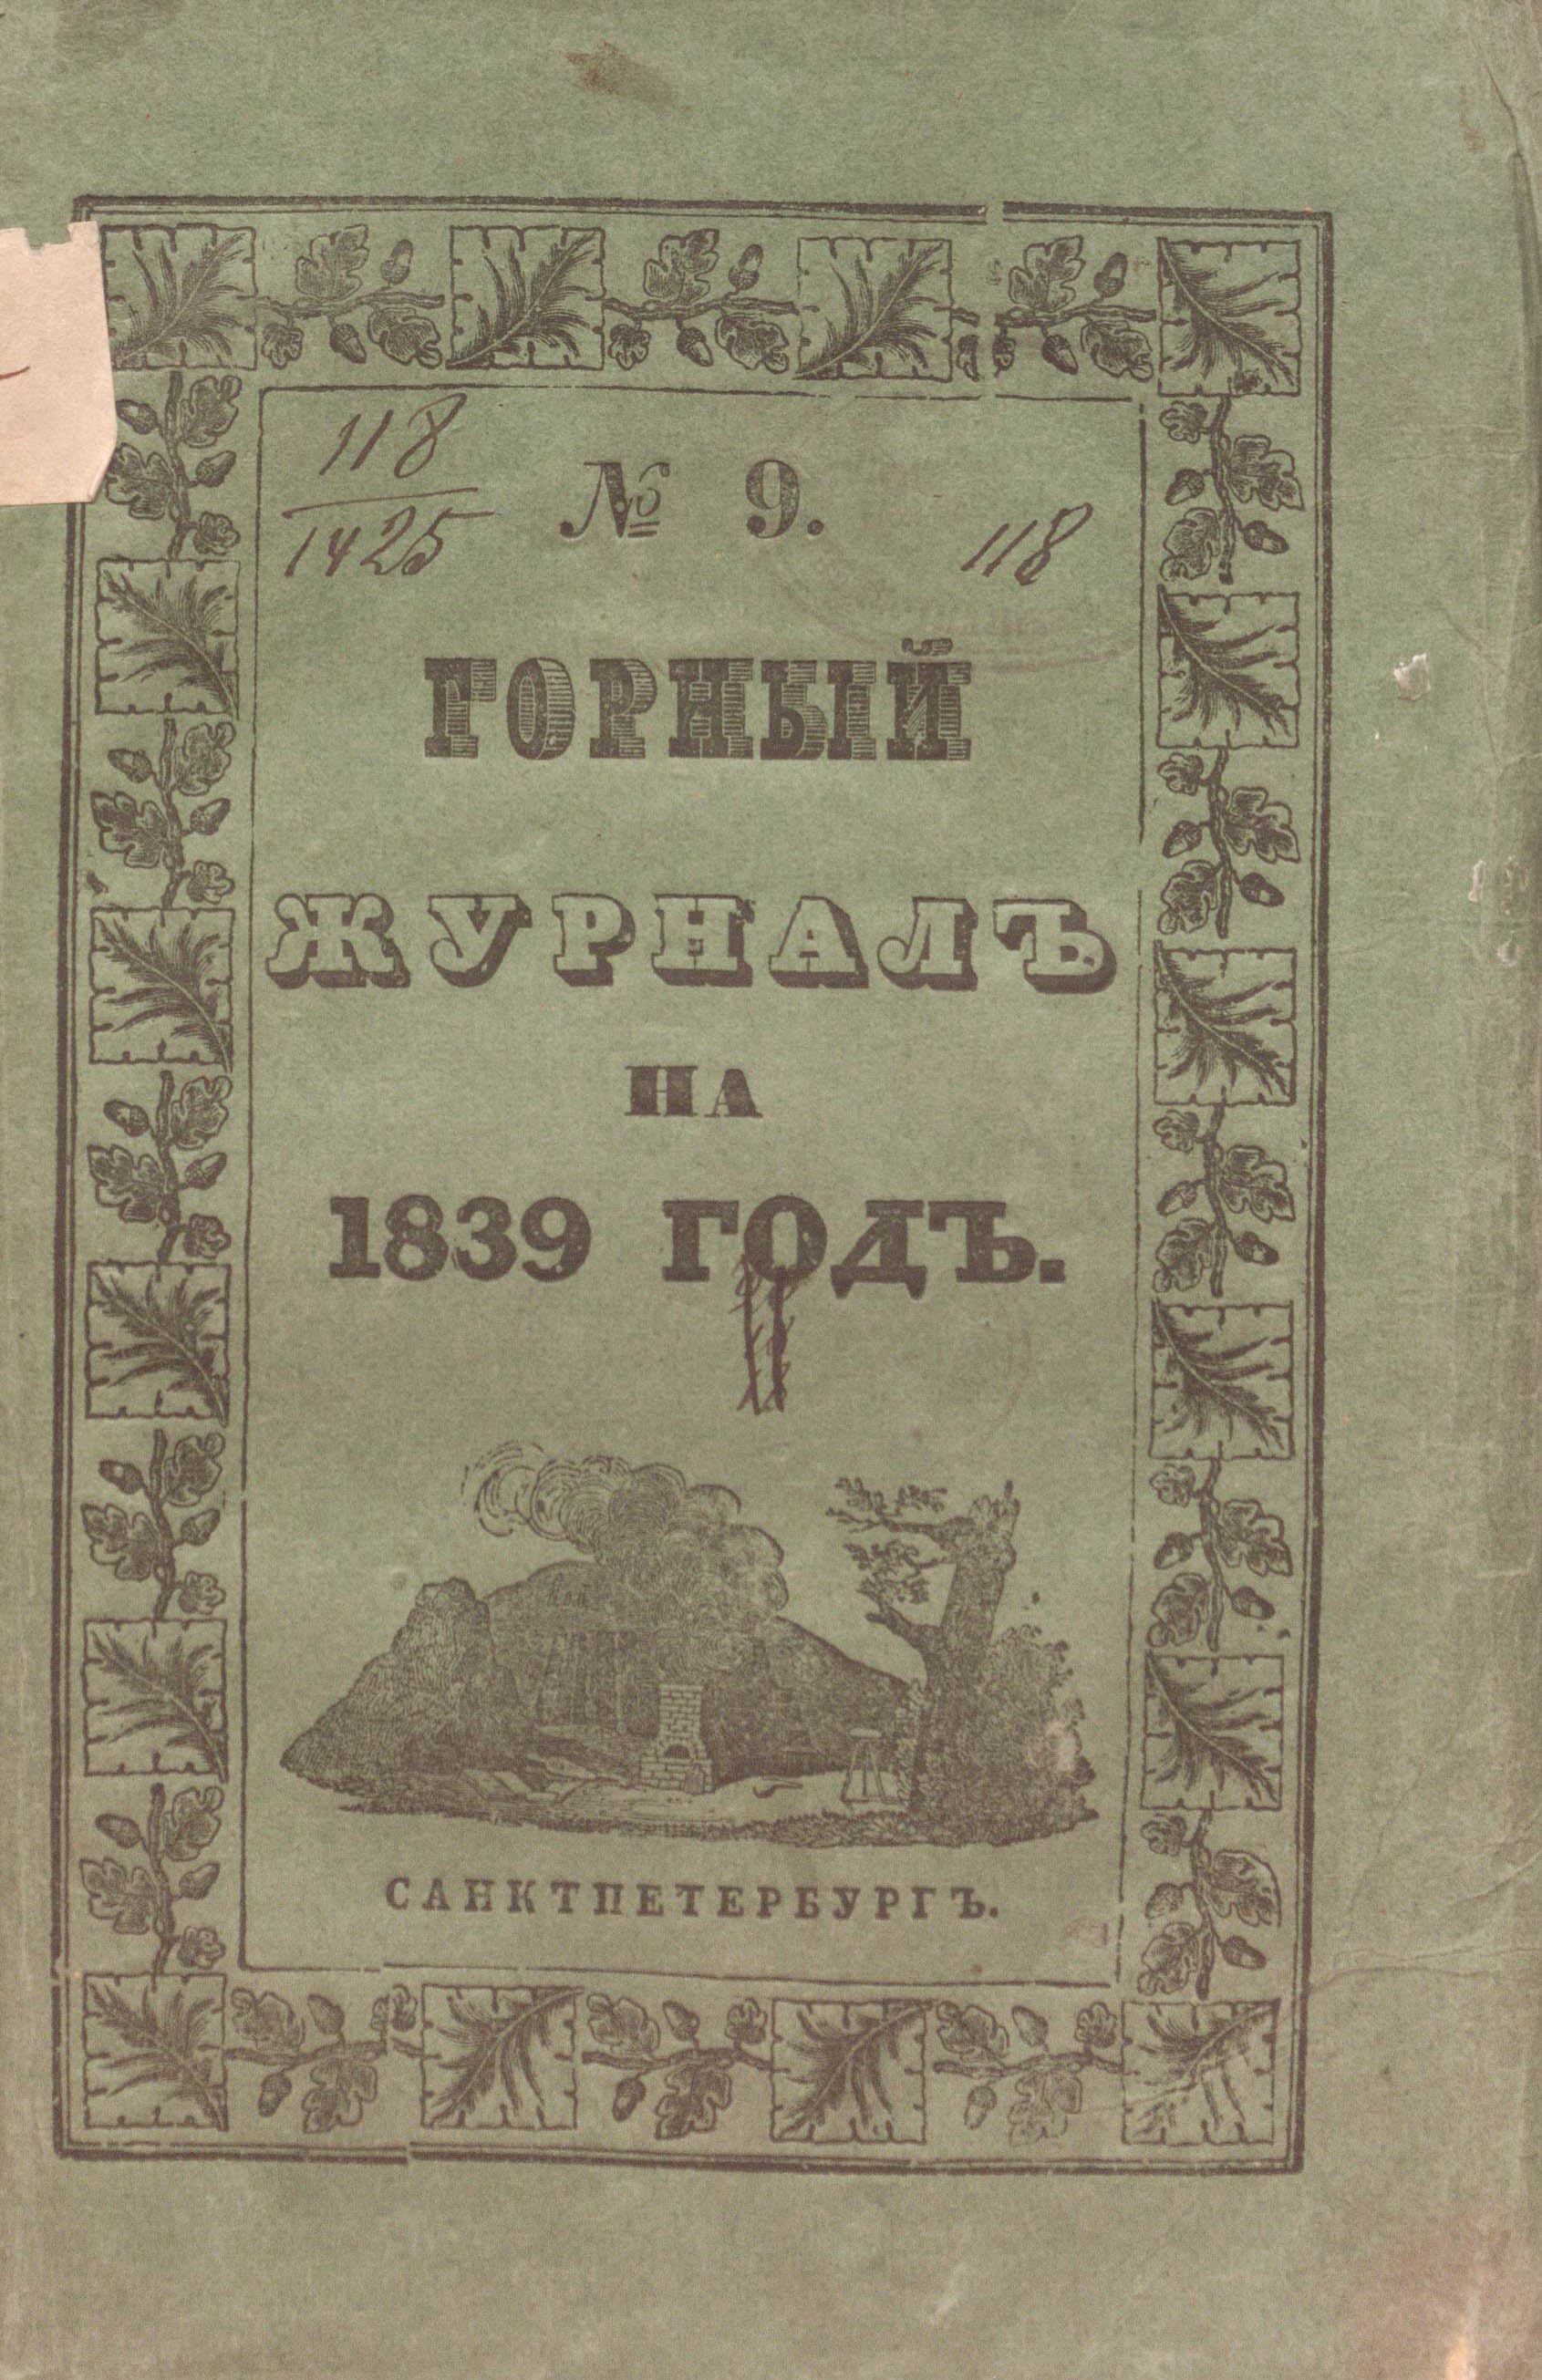 118
1425
№ 9.
118
ГОРНЫЙ
ЖУРНАЛЪ
НА
1839 ГОДЪ.
САНКТПЕТЕРБУРГЪ.